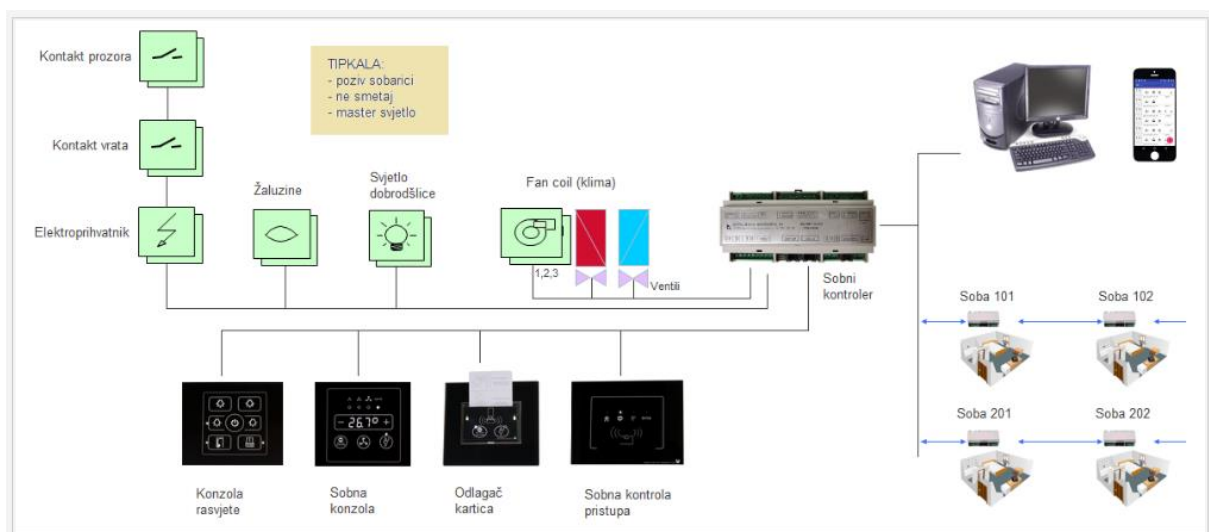 Kontakt prozora
TIPKALA:
- poziv sobarici
- ne smetaj
- master svjetlo
Kontakt vrata
Žaluzine
Svjetlo
dobrodšlice
Fan coil (klima)
Elektroprihvatnik
1,2,3
Ventili
Sobni
kontroler
Soba 101
Soba 102
26.7°
Soba 201
Soba 202
Konzola
rasvjete
Sobna
konzola
Odlagač
kartica
Sobna kontrola
pristupa